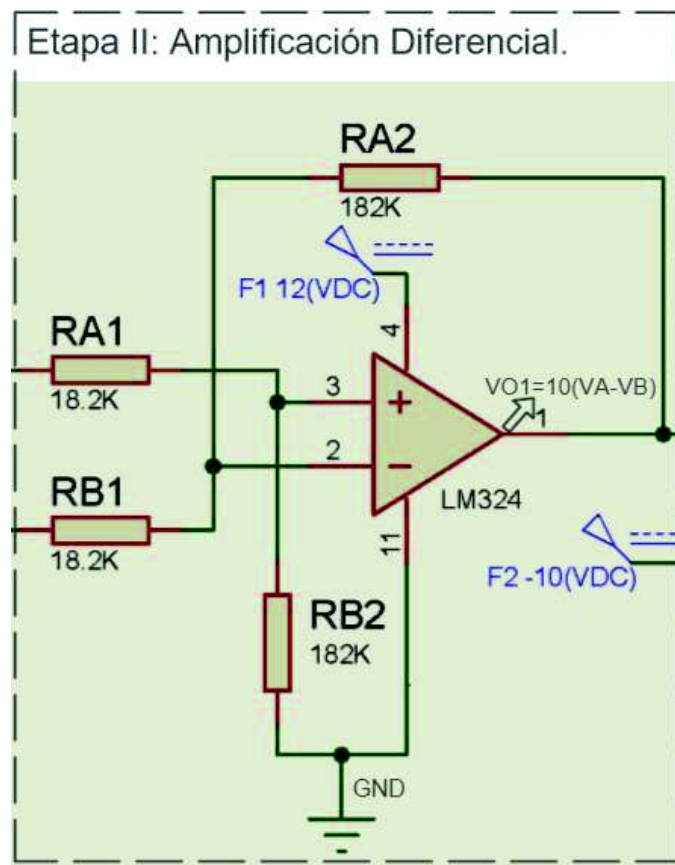 Etapa II: Amplificación Diferencial.
RA2
182K
F1 12(VDC)
4
RA1
18.2K
3
+
VO1=10(VA-VB)
1
2
−
LM324
RB1
18.2K
11
F2 -10(VDC)
RB2
182K
GND